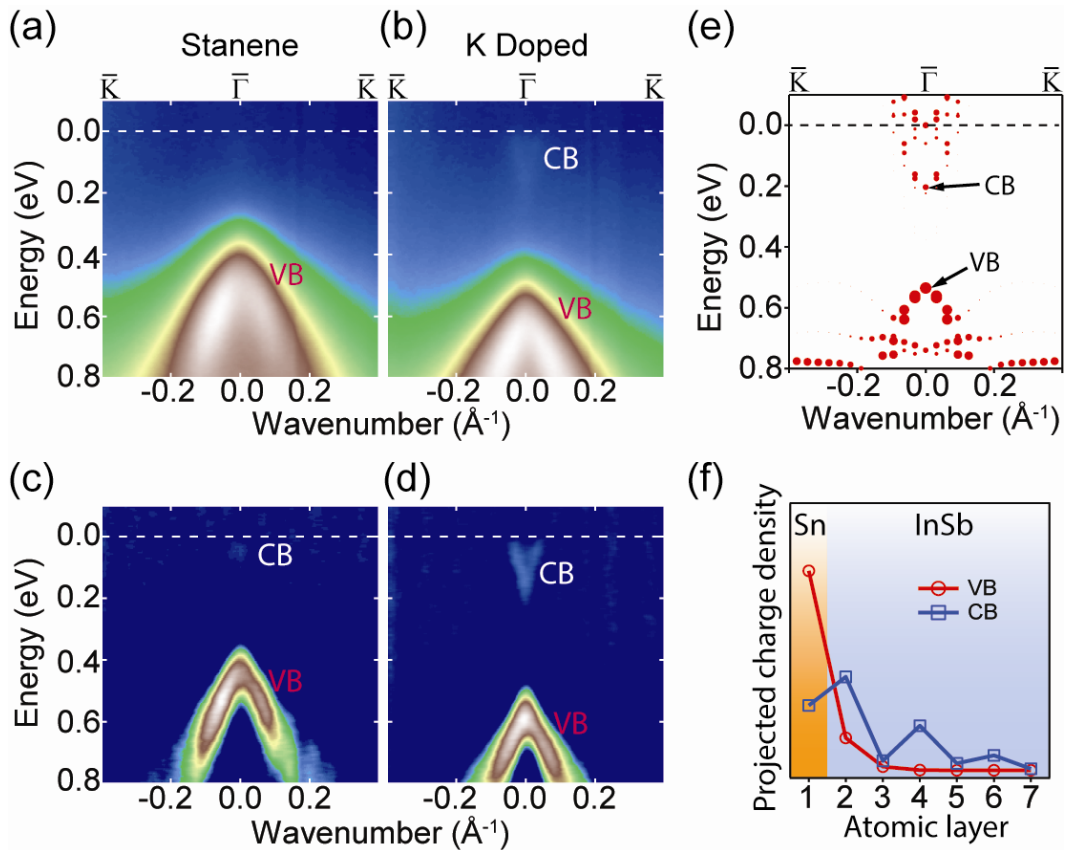 (a)
Stanene
K̅ Γ̅ K̅
0.0
0.2
0.4
0.6
0.8
Energy (eV)
VB
-0.2 0.0 0.2
Wavenumber (Å⁻¹)
(b)
K Doped
K̅ Γ̅ K̅
CB
VB
-0.2 0.0 0.2
Wavenumber (Å⁻¹)
(e)
K̅ Γ̅ K̅
0.0
0.2
0.4
0.6
0.8
Energy (eV)
CB
VB
-0.2 0.0 0.2
Wavenumber (Å⁻¹)
(c)
0.0
0.2
0.4
0.6
0.8
Energy (eV)
CB
VB
-0.2 0.0 0.2
Wavenumber (Å⁻¹)
(d)
CB
VB
-0.2 0.0 0.2
Wavenumber (Å⁻¹)
(f)
Projected charge density
Sn InSb
VB
CB
1 2 3 4 5 6 7
Atomic layer